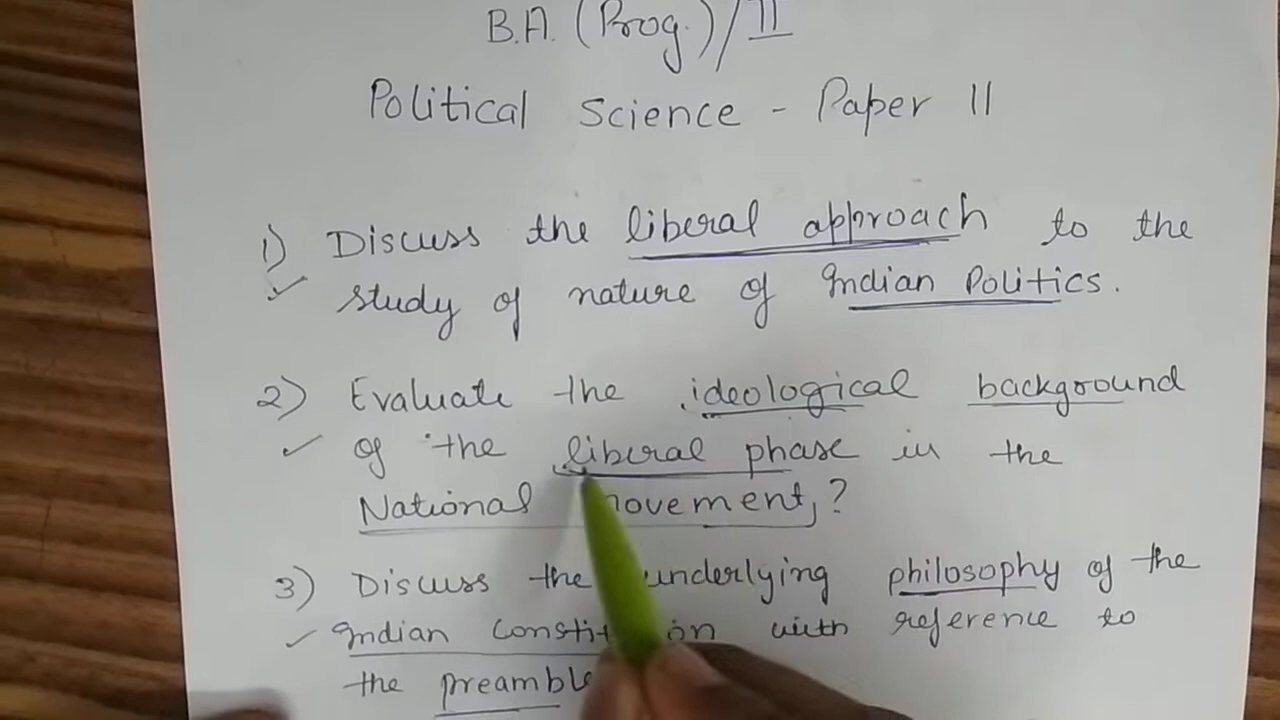 B.A. (Prog.)/II
Political Science - Paper II
1) Discuss the liberal approach to the
study of nature of Indian Politics.
2) Evaluate the ideological background
of the liberal phase in the
National movement?
3) Discuss the underlying philosophy of the
Indian Constitution with reference to
the preamble